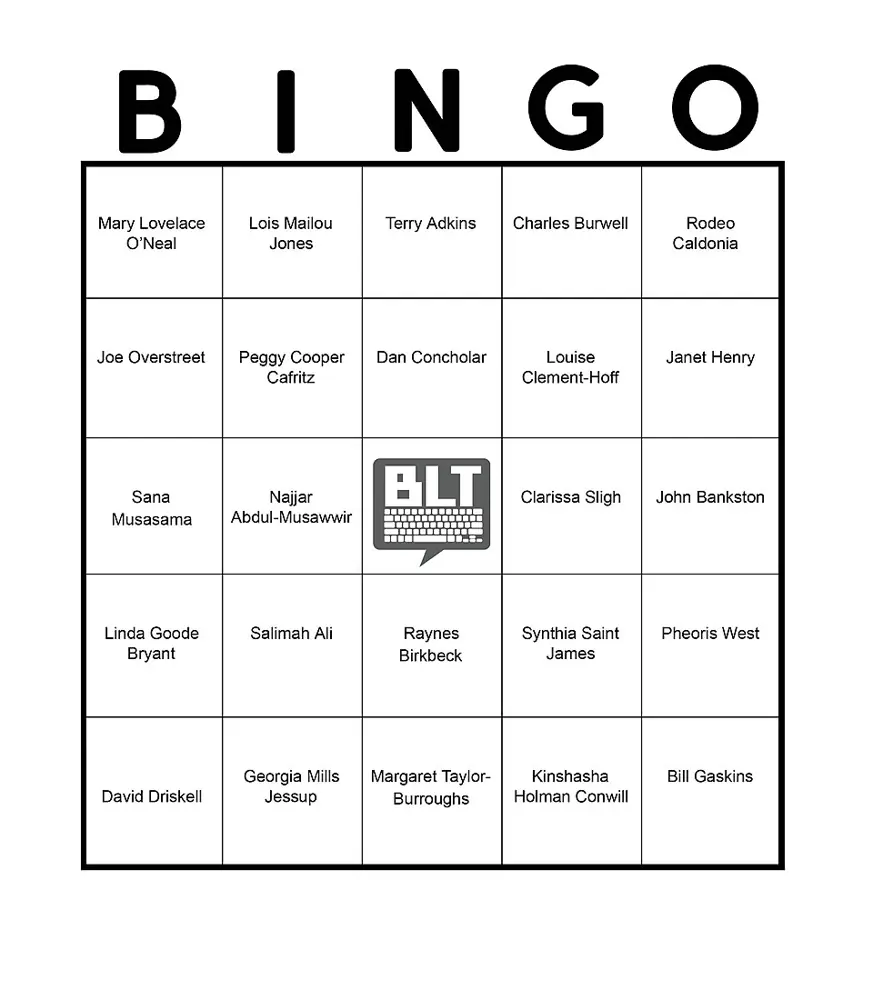 BINGO
Mary Lovelace
O'Neal
Lois Mailou
Jones
Terry Adkins
Charles Burwell
Rodeo
Caldonia
Joe Overstreet
Peggy Cooper
Cafritz
Dan Concholar
Louise
Clement-Hoff
Janet Henry
Sana
Musasama
Najjar
Abdul-Musawwir
BLT
Clarissa Sligh
John Bankston
Linda Goode
Bryant
Salimah Ali
Raynes
Birkbeck
Synthia Saint
James
Pheoris West
David Driskell
Georgia Mills
Jessup
Margaret Taylor-
Burroughs
Kinshasha
Holman Conwill
Bill Gaskins